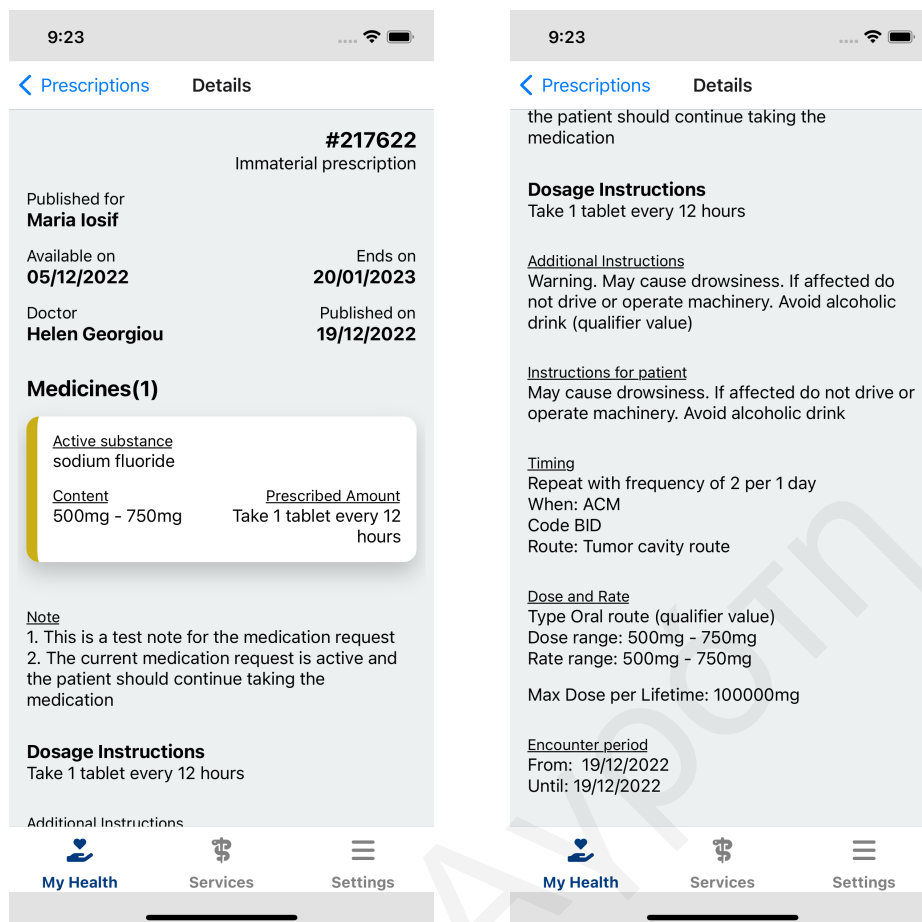 9:23
Prescriptions
Details
#217622
Immaterial prescription
Published for
Maria Iosif
Available on
Ends on
05/12/2022
20/01/2023
Doctor
Published on
Helen Georgiou
19/12/2022
Medicines(1)
Active substance
sodium fluoride
Content
Prescribed Amount
500mg - 750mg
Take 1 tablet every 12
hours
Note
1. This is a test note for the medication request
2. The current medication request is active and
the patient should continue taking the
medication
Dosage Instructions
Take 1 tablet every 12 hours
Additional Instructions
My Health
Services
Settings
9:23
Prescriptions
Details
the patient should continue taking the
medication
Dosage Instructions
Take 1 tablet every 12 hours
Additional Instructions
Warning. May cause drowsiness. If affected do
not drive or operate machinery. Avoid alcoholic
drink (qualifier value)
Instructions for patient
May cause drowsiness. If affected do not drive or
operate machinery. Avoid alcoholic drink
Timing
Repeat with frequency of 2 per 1 day
When: ACM
Code BID
Route: Tumor cavity route
Dose and Rate
Type Oral route (qualifier value)
Dose range: 500mg - 750mg
Rate range: 500mg - 750mg
Max Dose per Lifetime: 100000mg
Encounter period
From: 19/12/2022
Until: 19/12/2022
My Health
Services
Settings